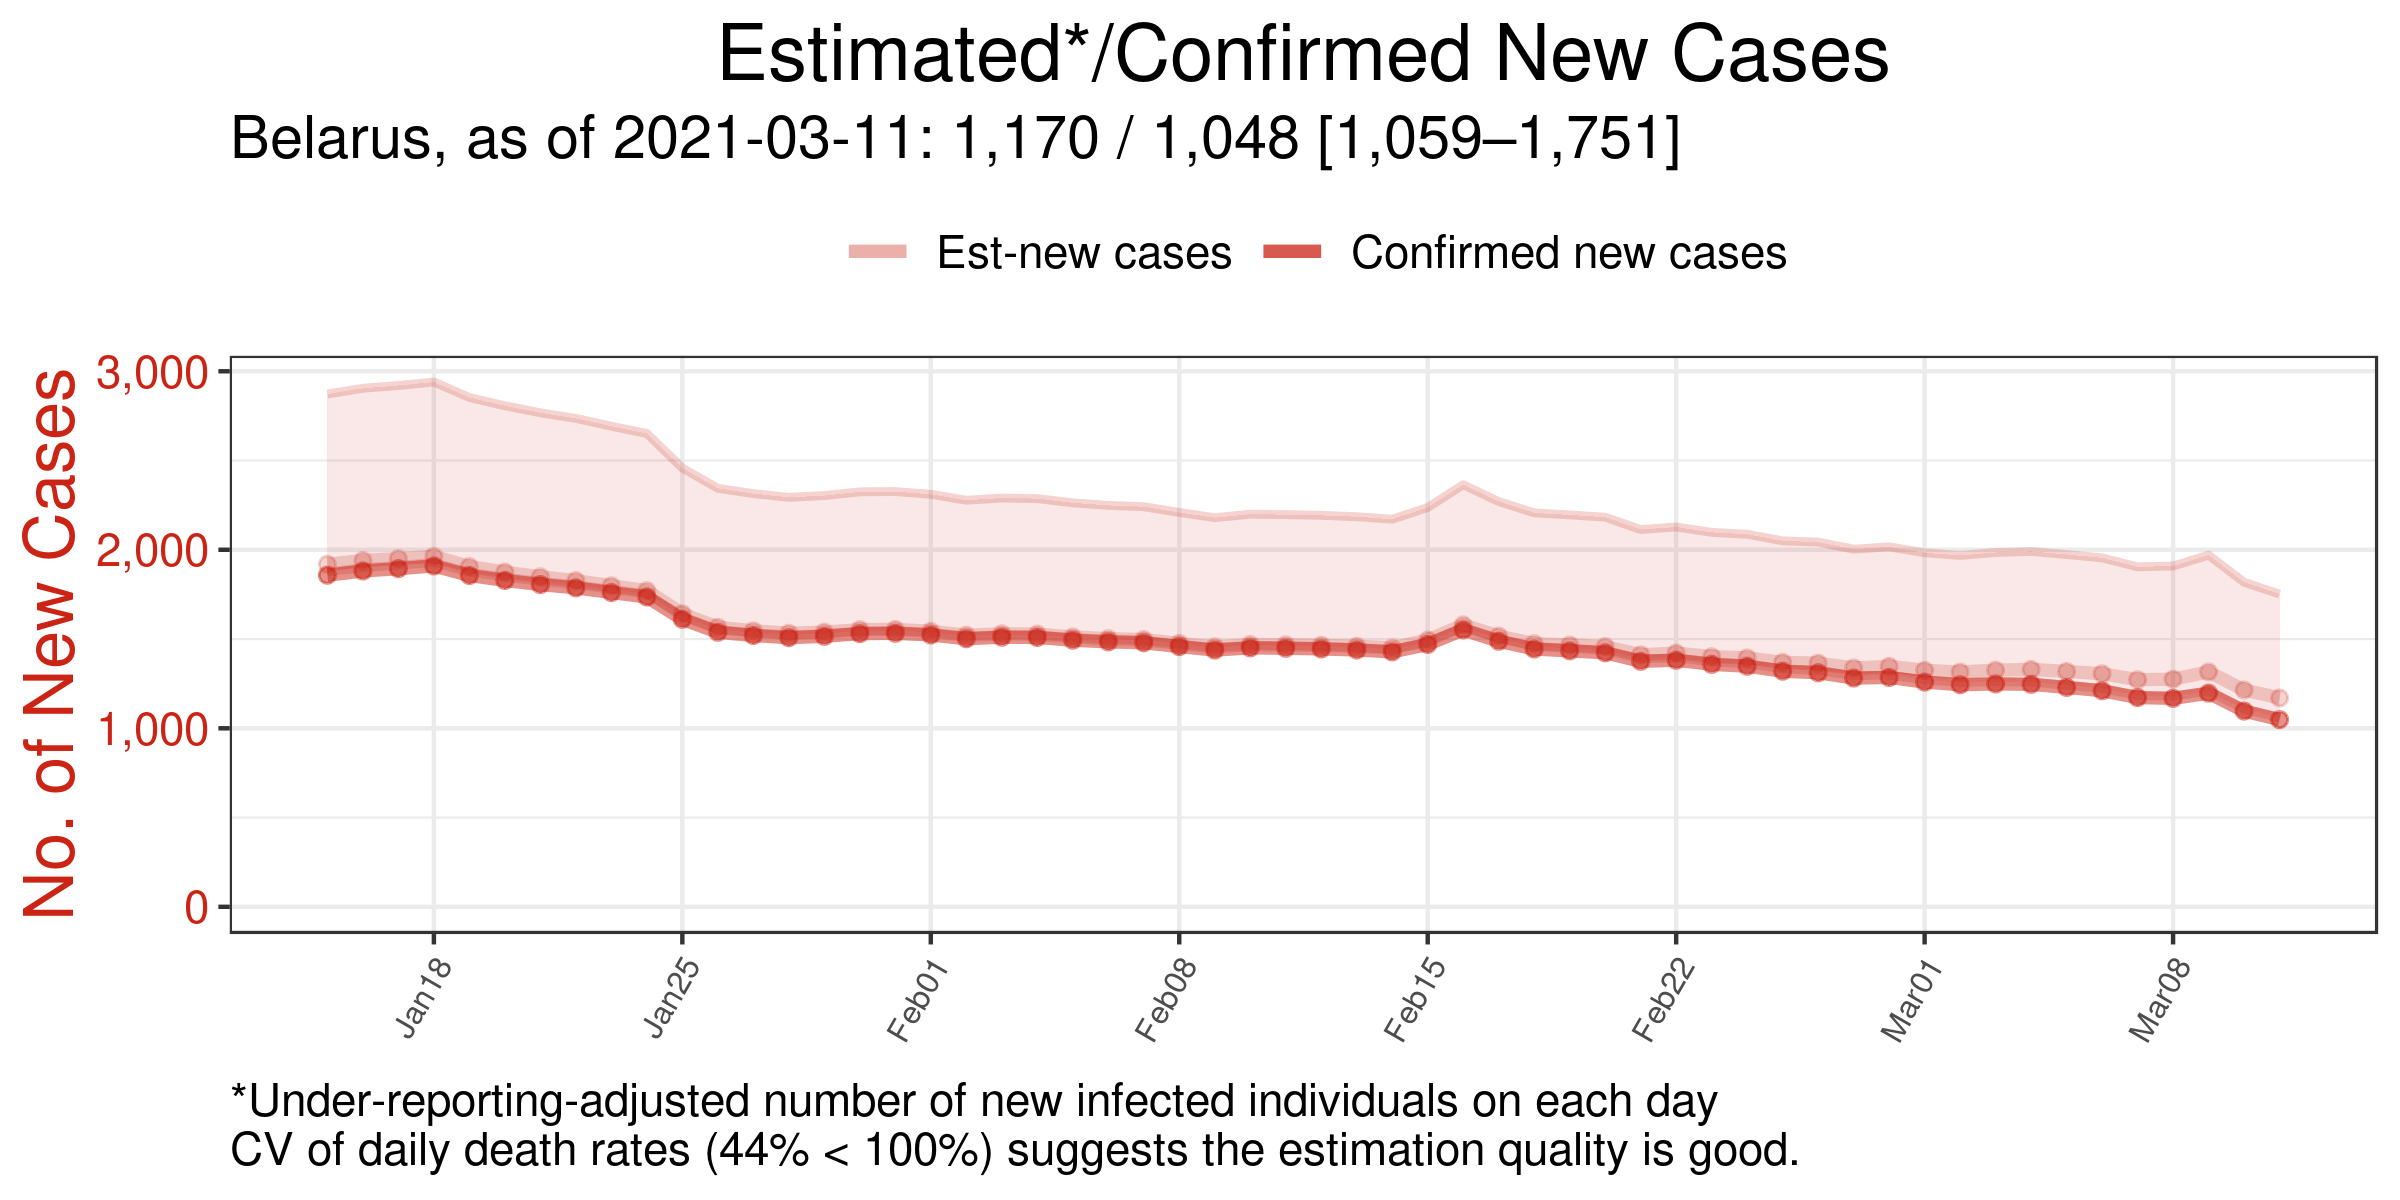 Estimated*/Confirmed New Cases
Belarus, as of 2021-03-11: 1,170 / 1,048 [1,059–1,751]
Est-new cases Confirmed new cases
No. of New Cases
3,000
2,000
1,000
0
Jan18 Jan25 Feb01 Feb08 Feb15 Feb22 Mar01 Mar08
*Under-reporting-adjusted number of new infected individuals on each day
CV of daily death rates (44% < 100%) suggests the estimation quality is good.